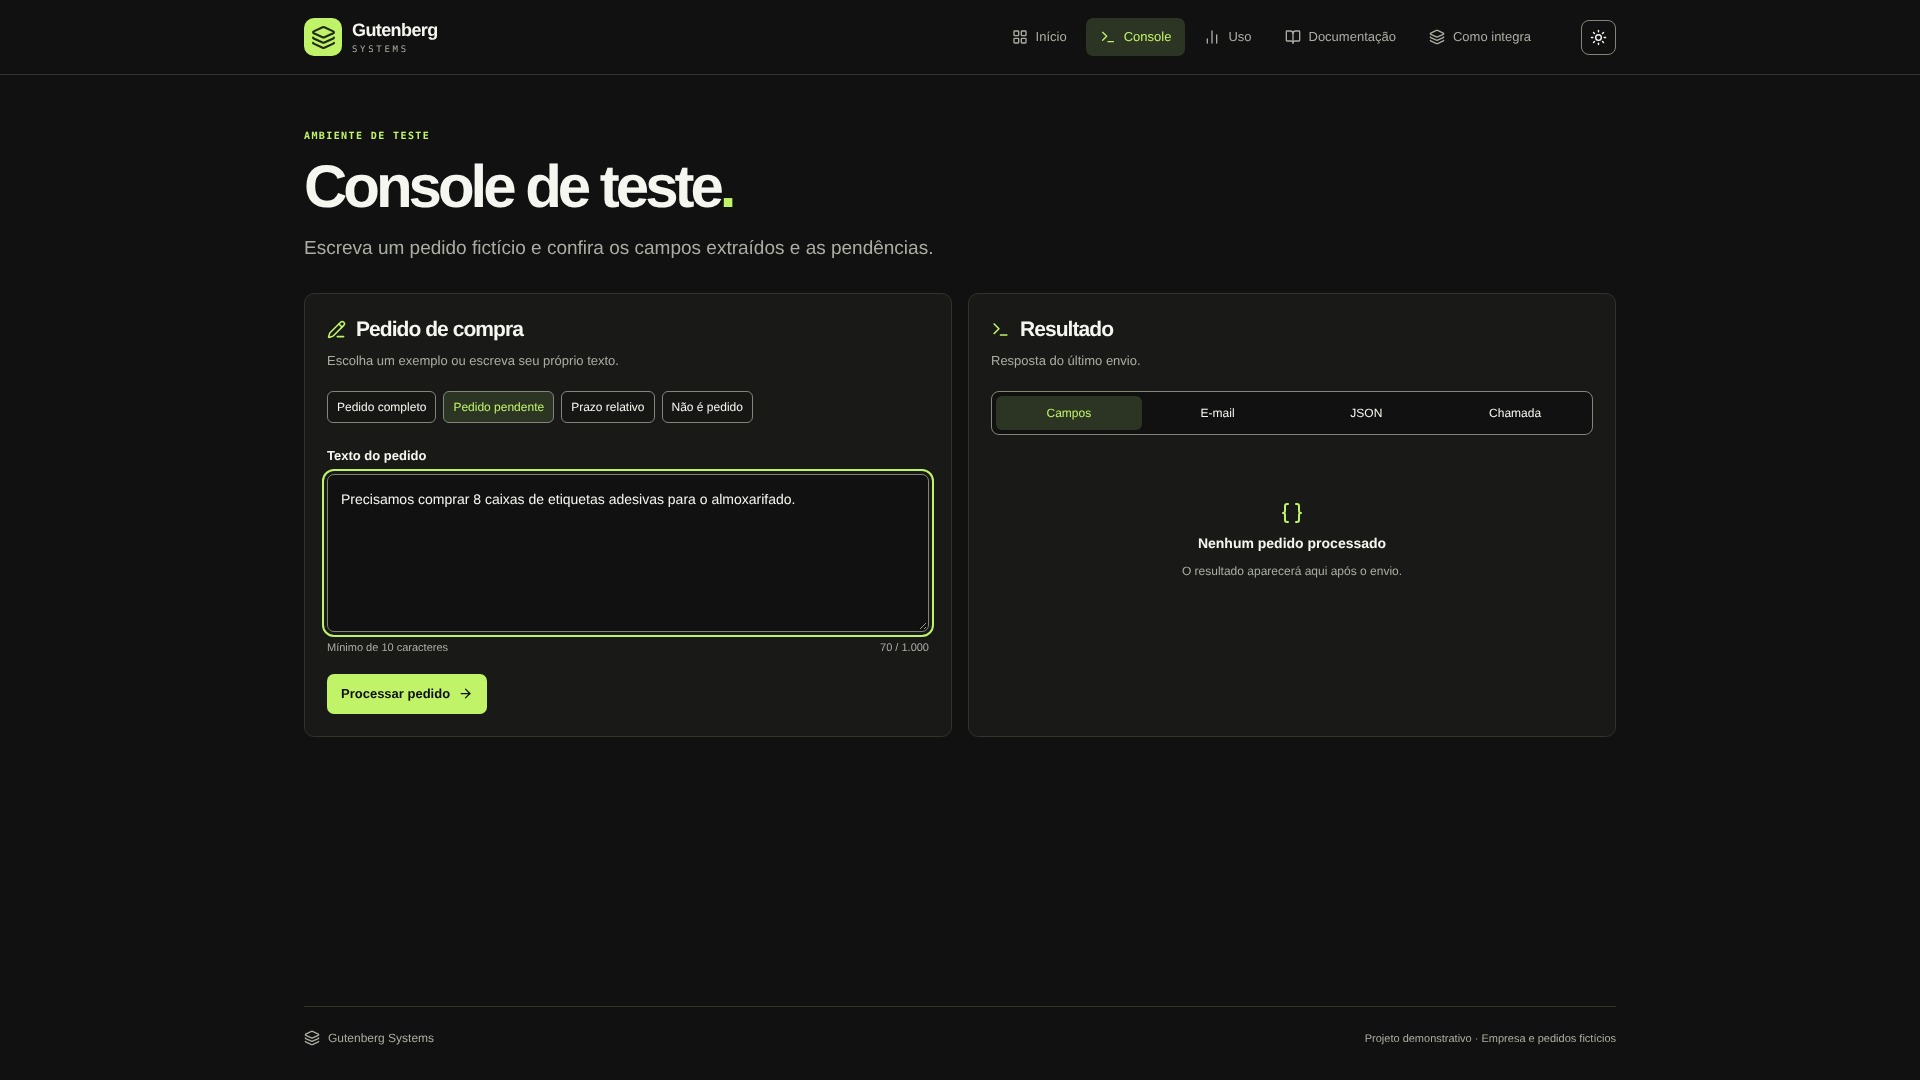 Gutenberg
SYSTEMS
Início
Console
Uso
Documentação
Como integra
AMBIENTE DE TESTE
Console de teste.
Escreva um pedido fictício e confira os campos extraídos e as pendências.
Pedido de compra
Escolha um exemplo ou escreva seu próprio texto.
Pedido completo
Pedido pendente
Prazo relativo
Não é pedido
Texto do pedido
Precisamos comprar 8 caixas de etiquetas adesivas para o almoxarifado.
Mínimo de 10 caracteres
70 / 1.000
Processar pedido
Resultado
Resposta do último envio.
Campos
E-mail
JSON
Chamada
Nenhum pedido processado
O resultado aparecerá aqui após o envio.
Gutenberg Systems
Projeto demonstrativo · Empresa e pedidos fictícios